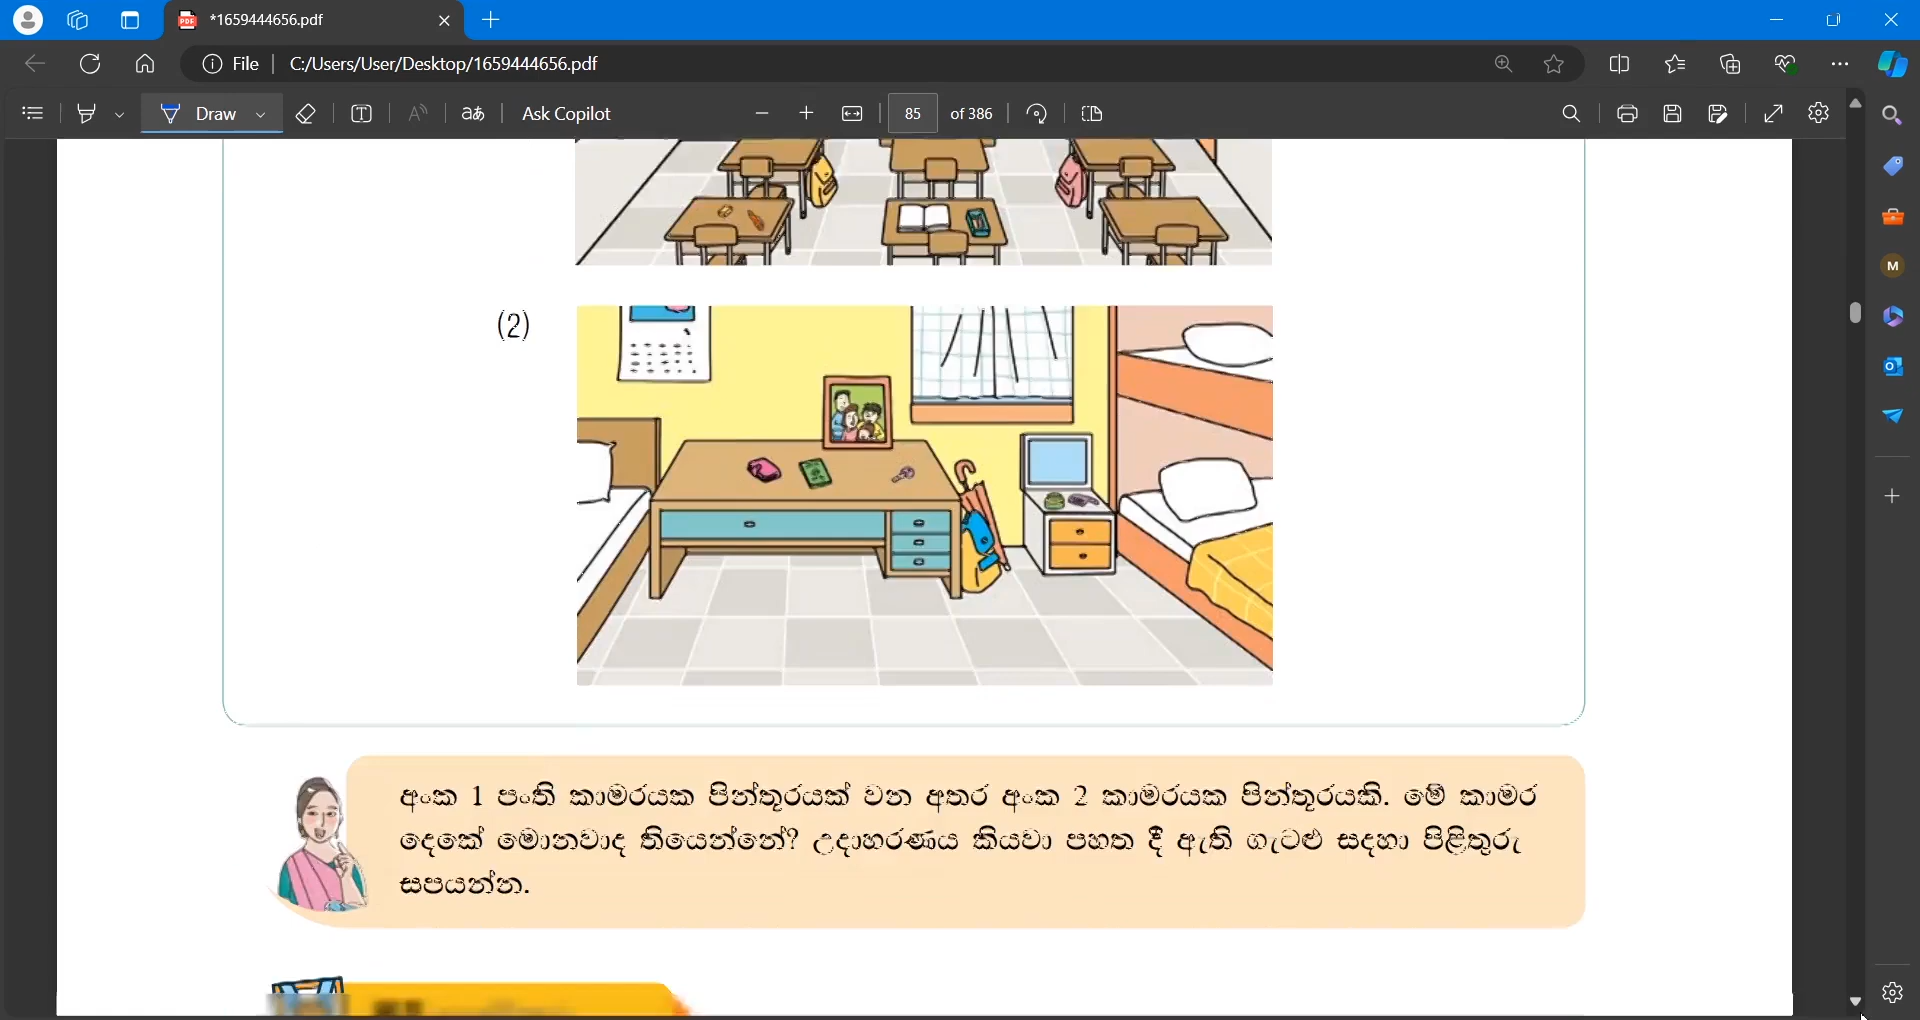 *1659444656.pdf
File
C:/Users/User/Desktop/1659444656.pdf
Draw
Ask Copilot
85
of 386
(2)
අංක 1 පංති කාමරයක පින්තූරයක් වන අතර අංක 2 කාමරයක පින්තූරයකි. මේ කාමර
දෙකේ මොනවාද තියෙන්නේ? උදාහරණය කියවා පහත දී ඇති ගැටළු සදහා පිළිතුරු
සපයන්න.